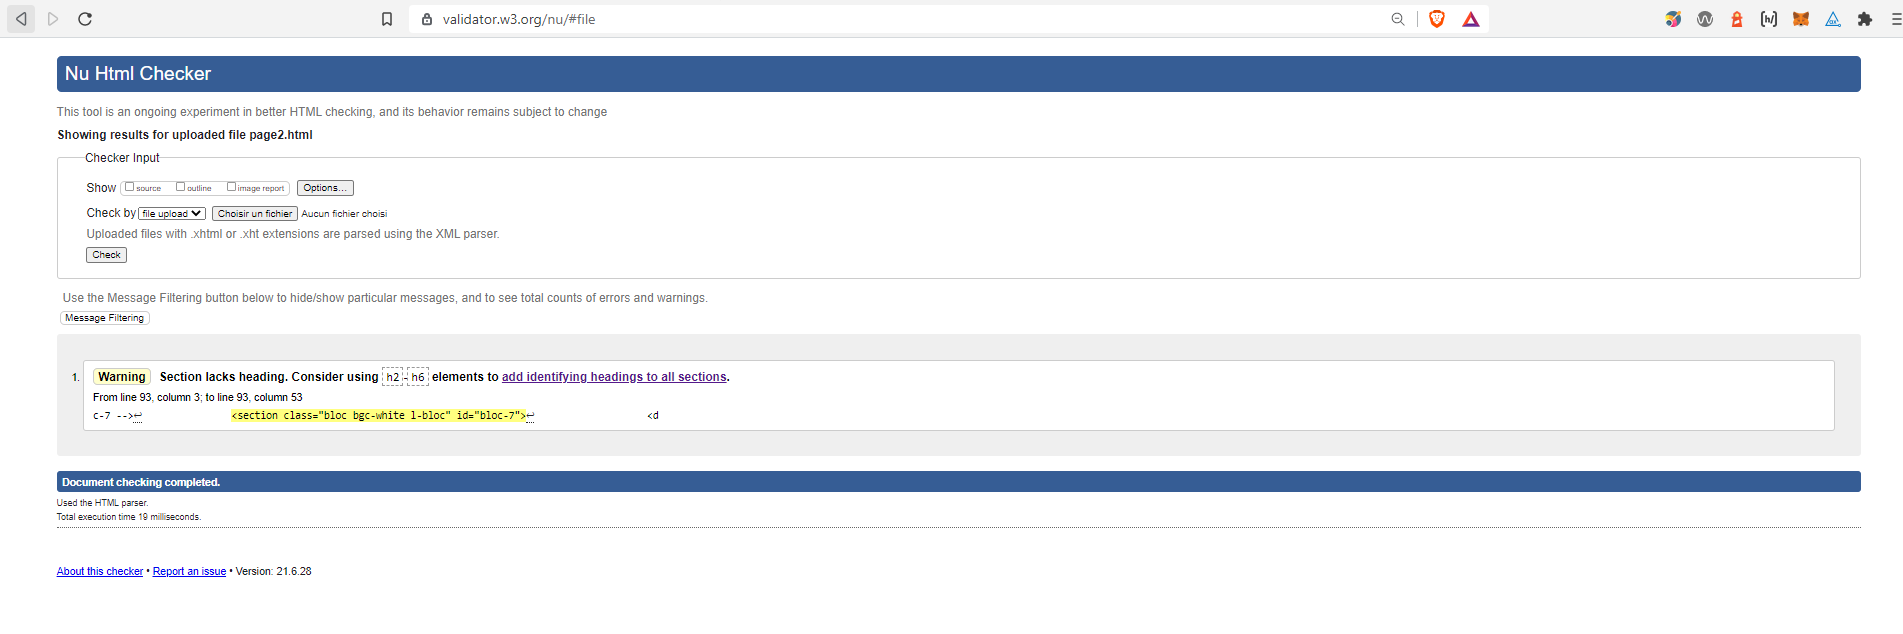 validator.w3.org/nu/#file
Nu Html Checker
This tool is an ongoing experiment in better HTML checking, and its behavior remains subject to change
Showing results for uploaded file page2.html
Checker Input
Show source outline image report Options...
Check by file upload Choisir un fichier Aucun fichier choisi
Uploaded files with .xhtml or .xht extensions are parsed using the XML parser.
Check
Use the Message Filtering button below to hide/show particular messages, and to see total counts of errors and warnings.
Message Filtering
1. Warning Section lacks heading. Consider using h2-h6 elements to add identifying headings to all sections.
From line 93, column 3; to line 93, column 53
c-7 -->↩ <section class="bloc bgc-white l-bloc" id="bloc-7">↩ <d
Document checking completed.
Used the HTML parser.
Total execution time 19 milliseconds.
About this checker • Report an issue • Version: 21.6.28